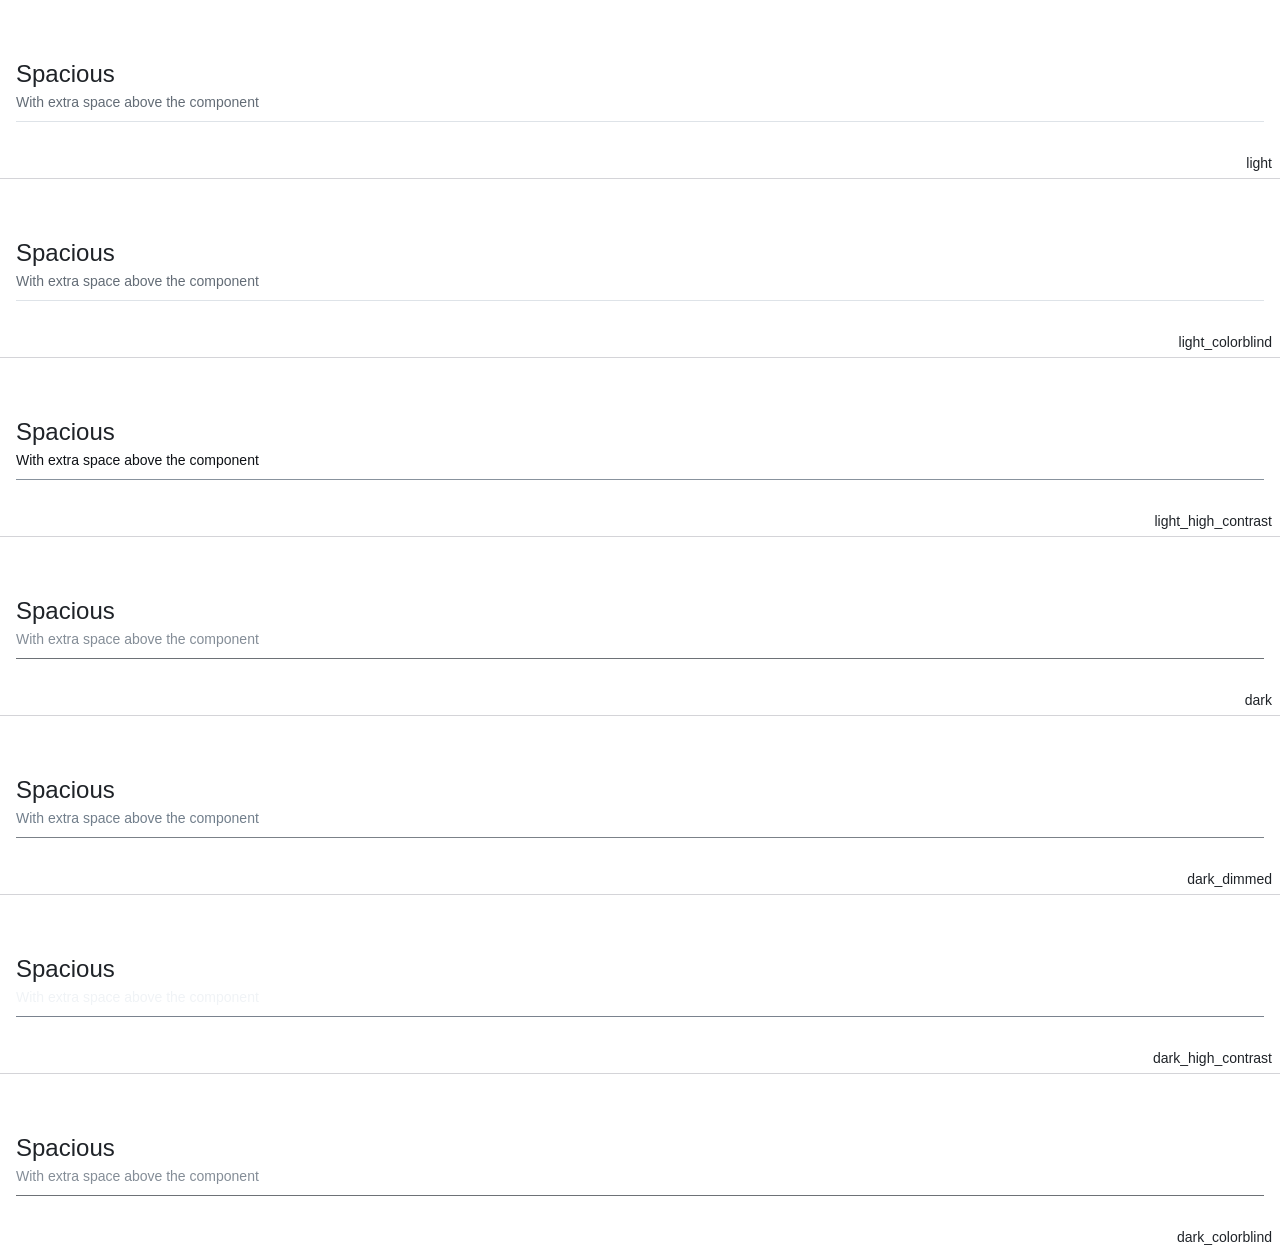 Spacious
With extra space above the component
light
Spacious
With extra space above the component
light_colorblind
Spacious
With extra space above the component
light_high_contrast
Spacious
With extra space above the component
dark
Spacious
With extra space above the component
dark_dimmed
Spacious
With extra space above the component
dark_high_contrast
Spacious
With extra space above the component
dark_colorblind